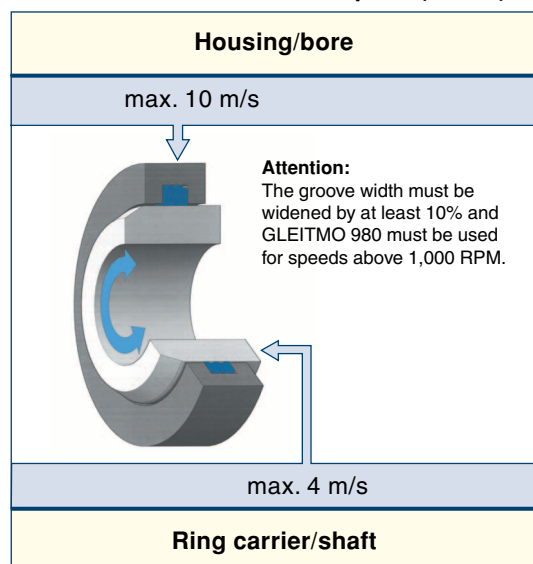 Housing/bore
max. 10 m/s
Attention:
The groove width must be
widened by at least 10% and
GLEITMO 980 must be used
for speeds above 1,000 RPM.
max. 4 m/s
Ring carrier/shaft